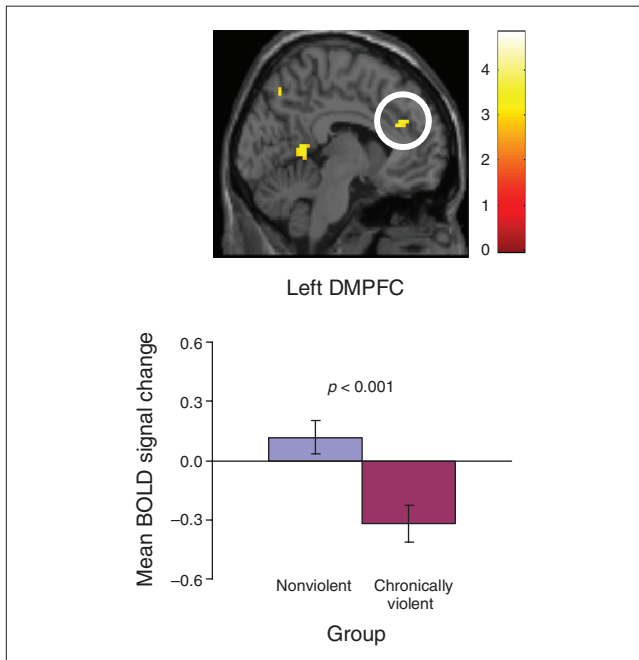 4
3
2
1
0
Left DMPFC
Mean BOLD signal change
0.6
0.3
0.0
−0.3
−0.6
p < 0.001
Nonviolent
Chronically
violent
Group